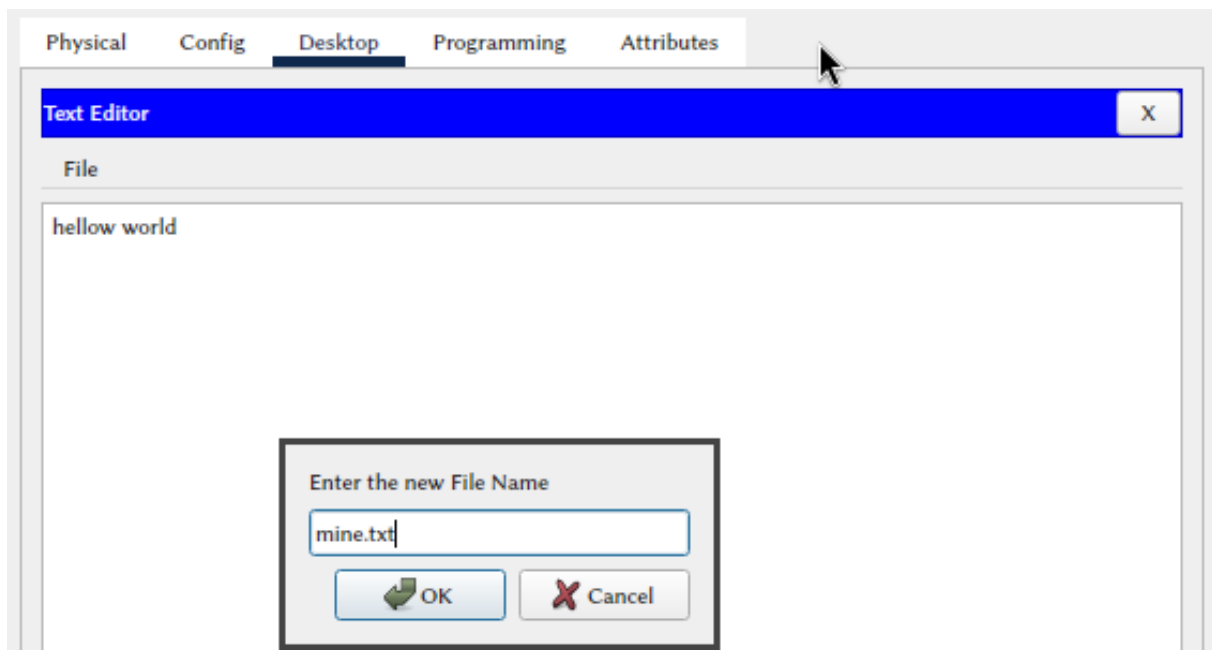 Physical Config Desktop Programming Attributes
Text Editor X
File
hellow world
Enter the new File Name
mine.txt
OK Cancel